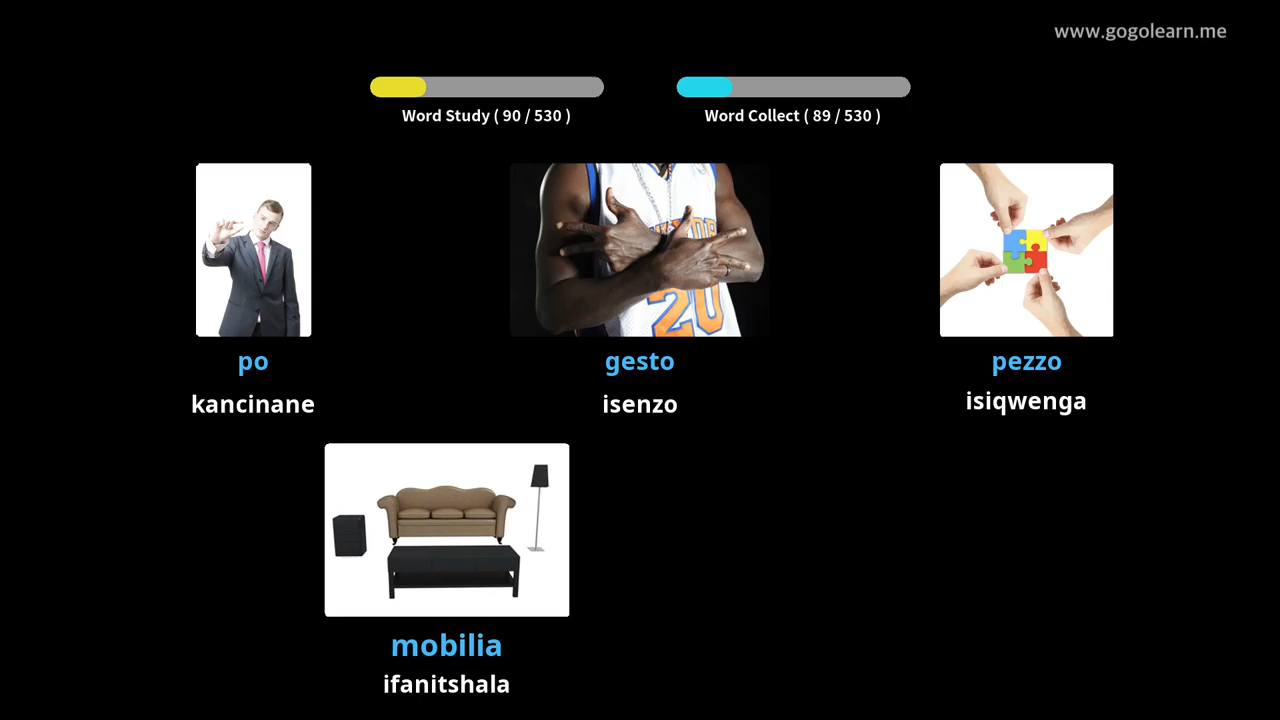 www.gogolearn.me
Word Study ( 90 / 530 )
Word Collect ( 89 / 530 )
20
po
gesto
pezzo
kancinane
isenzo
isiqwenga
mobilia
ifanitshala